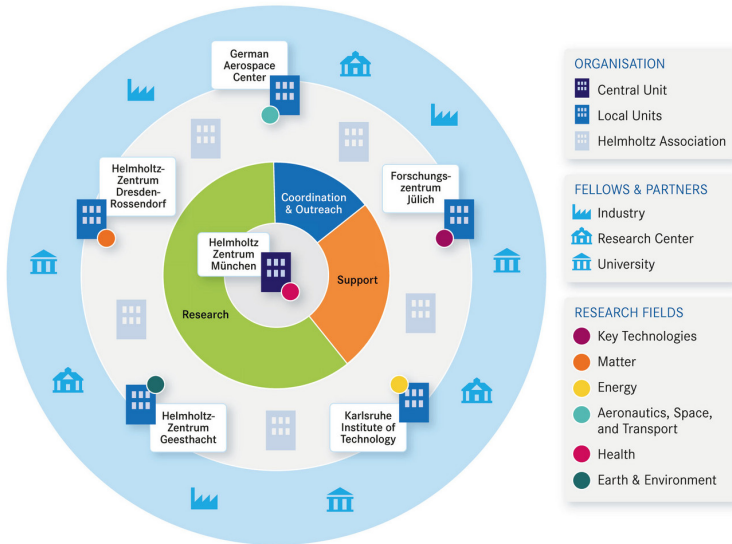 German
Aerospace
Center
Helmholtz-
Zentrum
Dresden-
Rossendorf
Forschungs-
zentrum
Jülich
Coordination
& Outreach
Helmholtz
Zentrum
München
Support
Research
Helmholtz-
Zentrum
Geesthacht
Karlsruhe
Institute of
Technology
ORGANISATION
Central Unit
Local Units
Helmholtz Association
FELLOWS & PARTNERS
Industry
Research Center
University
RESEARCH FIELDS
Key Technologies
Matter
Energy
Aeronautics, Space,
and Transport
Health
Earth & Environment